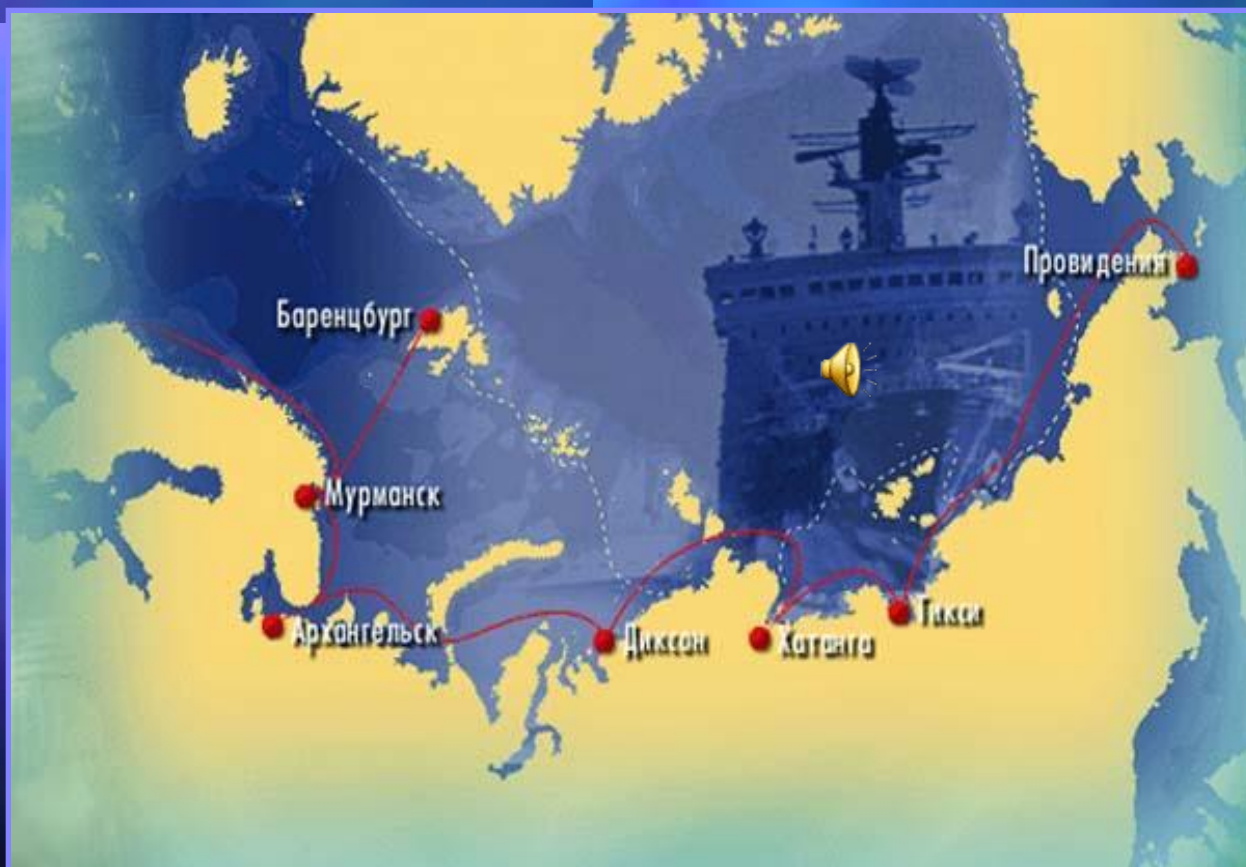 Провидения
Баренцбург
Мурманск
Архангельск
Диксон
Хатанга
Тикси